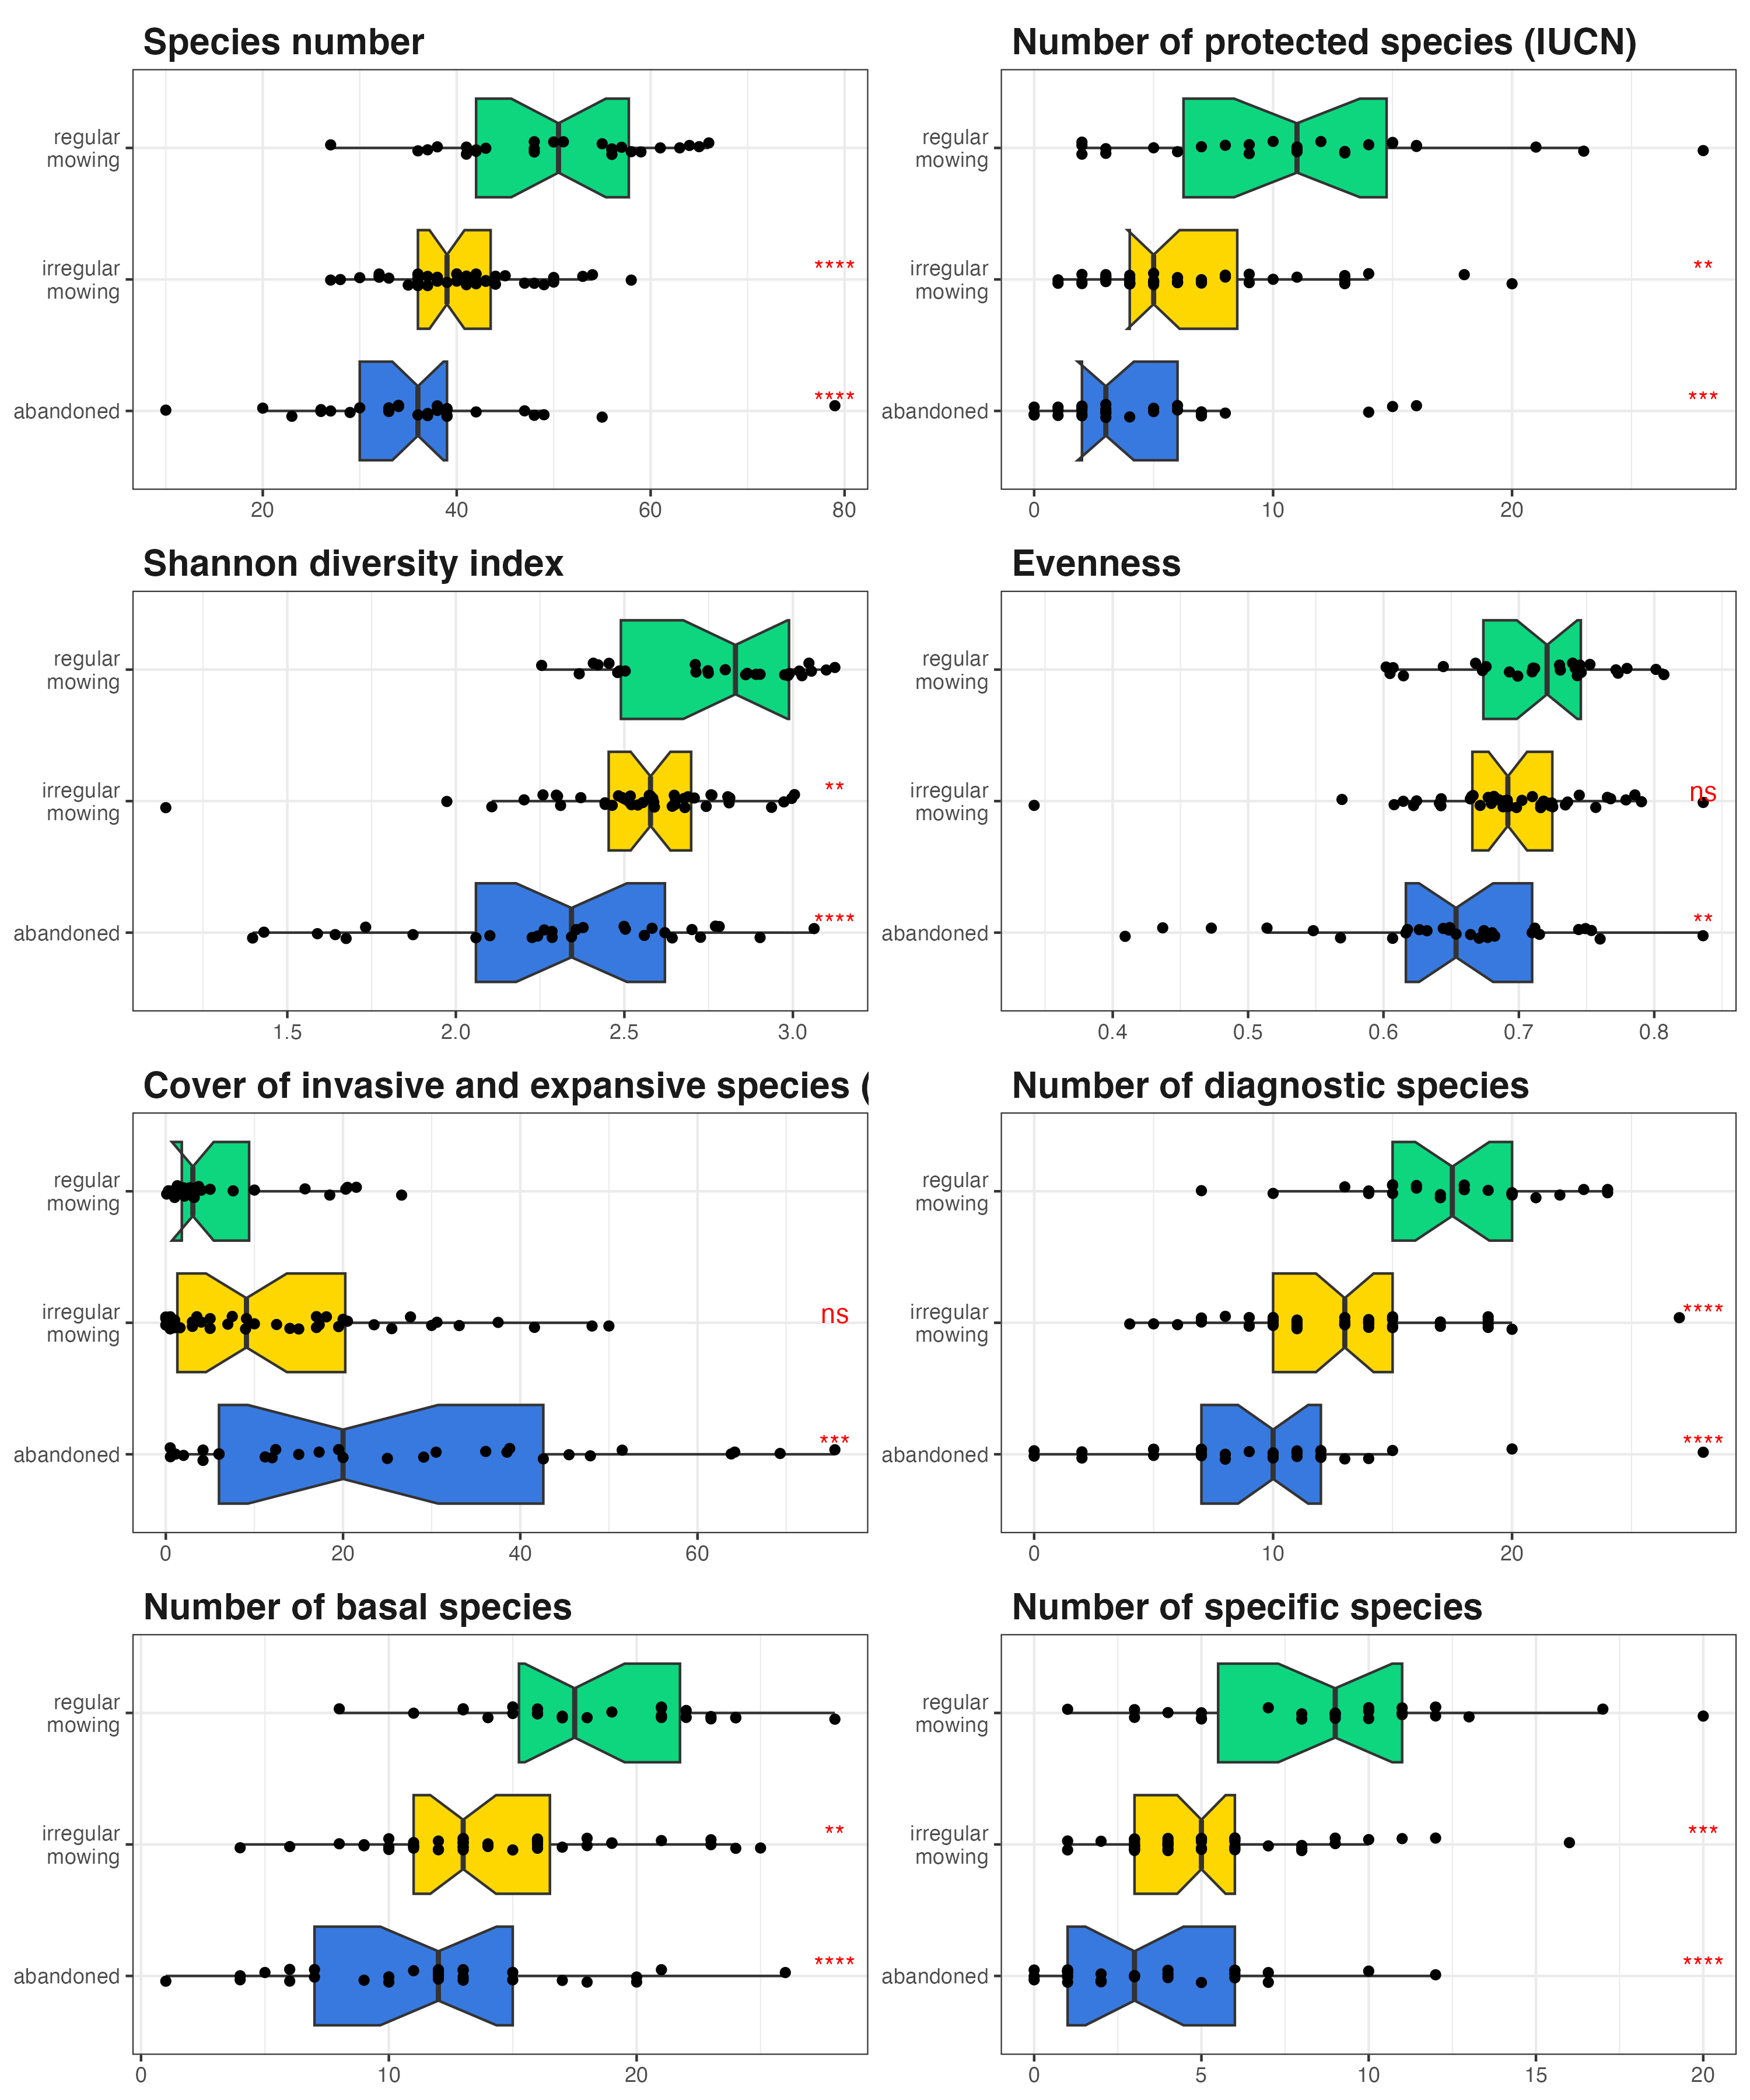 Species number
regular
mowing
irregular
mowing
****
abandoned
****
20 40 60 80
Number of protected species (IUCN)
regular
mowing
irregular
mowing
**
abandoned
***
0 10 20
Shannon diversity index
regular
mowing
irregular
mowing
**
abandoned
****
1.5 2.0 2.5 3.0
Evenness
regular
mowing
irregular
mowing
ns
abandoned
**
0.4 0.5 0.6 0.7 0.8
Cover of invasive and expansive species (
regular
mowing
irregular
mowing
ns
abandoned
***
0 20 40 60
Number of diagnostic species
regular
mowing
irregular
mowing
****
abandoned
****
0 10 20
Number of basal species
regular
mowing
irregular
mowing
**
abandoned
****
0 10 20
Number of specific species
regular
mowing
irregular
mowing
***
abandoned
****
0 5 10 15 20